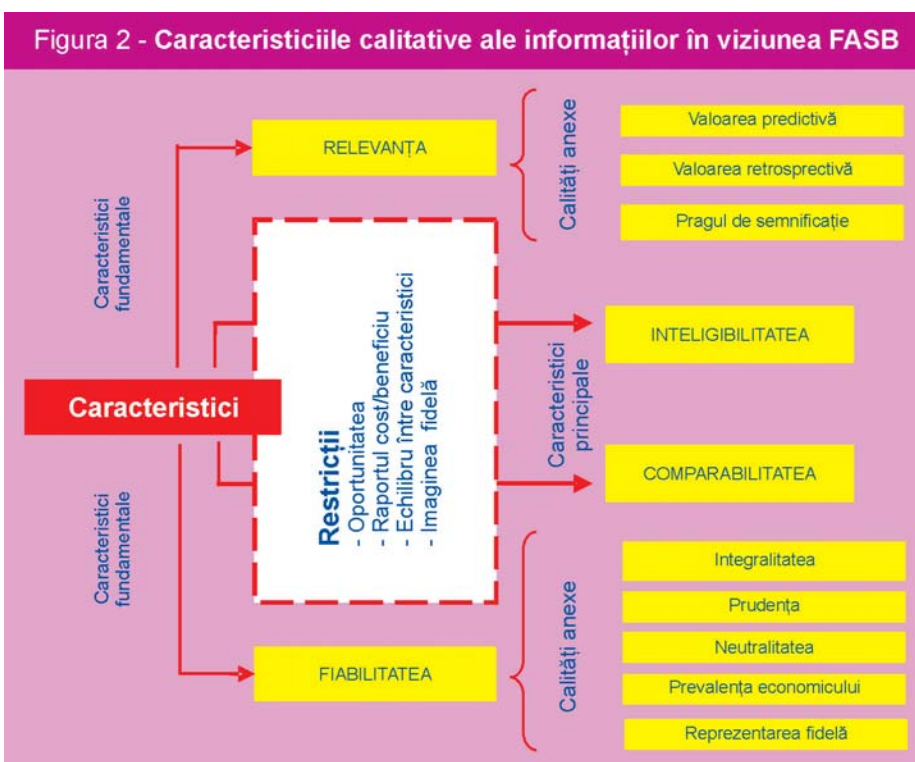 Figura 2 - Caracteristiciile calitative ale informațiilor în viziunea FASB
Caracteristici
fundamentale
RELEVANȚA
Calități anexe
Valoarea predictivă
Valoarea retrosprectivă
Pragul de semnificație
Caracteristici
Restricții
- Oportunitatea
- Raportul cost/beneficiu
- Echilibru între caracteristici
- Imaginea fidelă
Caracteristici
principale
INTELIGIBILITATEA
COMPARABILITATEA
Caracteristici
fundamentale
FIABILITATEA
Calități anexe
Integralitatea
Prudența
Neutralitatea
Prevalența economicului
Reprezentarea fidelă